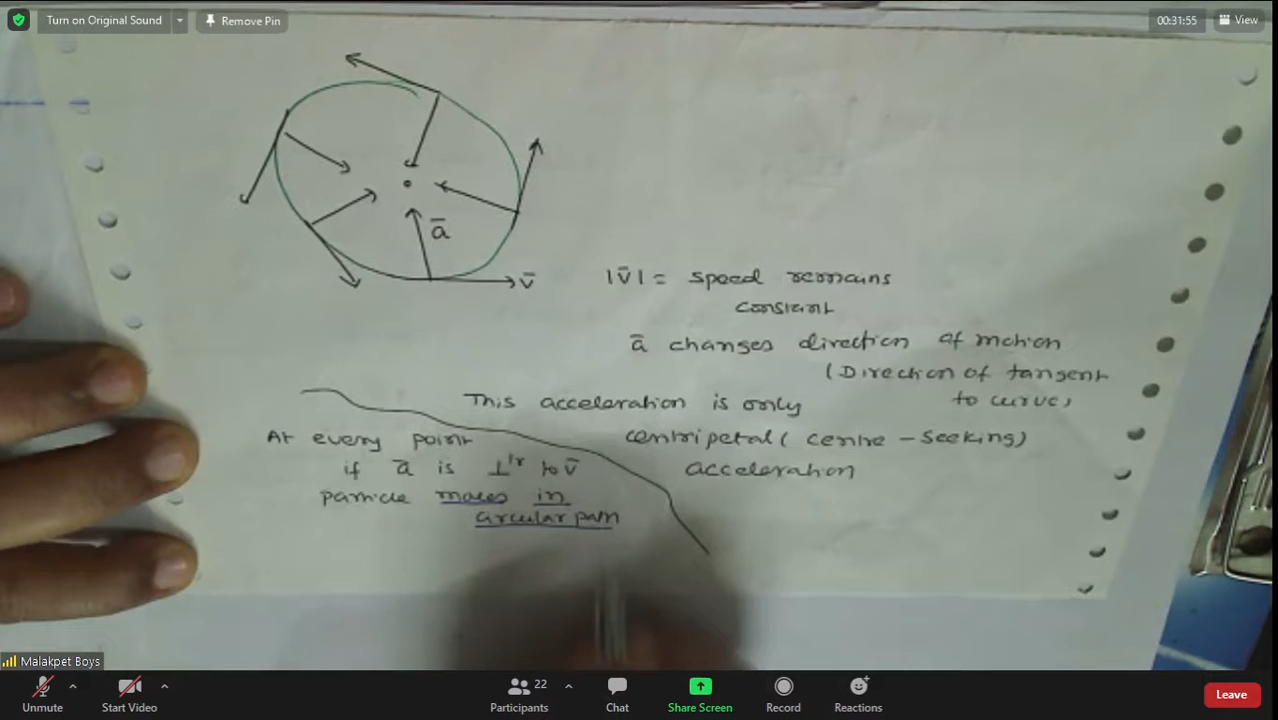 Turn on Original Sound
Remove Pin
00:31:55
View
ā
v̄
|v̄| = speed remains
constant
ā changes direction of motion
(Direction of tangent
to curve)
This acceleration is only
centripetal (centre-seeking)
acceleration
At every point
if ā is ⊥lr to v̄
particle moves in
circular path
Malakpet Boys
Unmute
Start Video
22
Participants
Chat
Share Screen
Record
Reactions
Leave